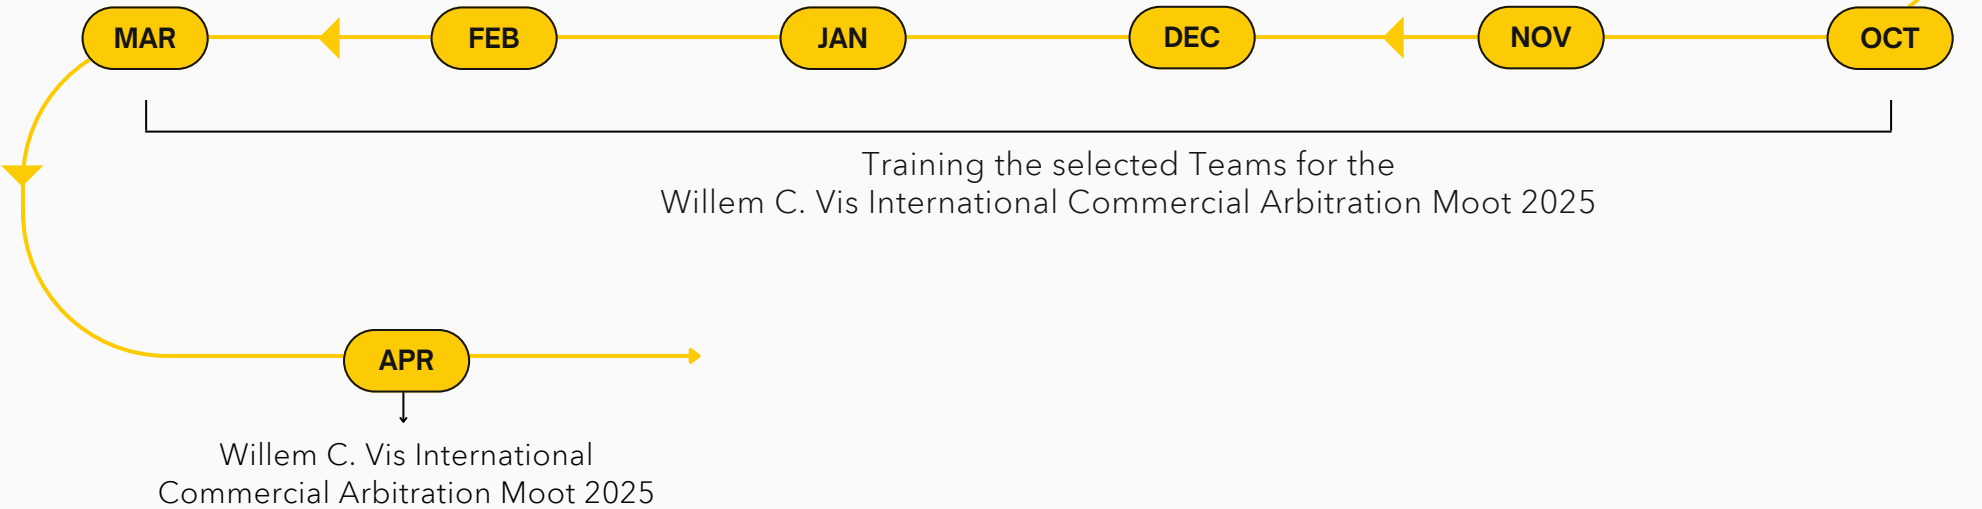 MAR FEB JAN DEC NOV OCT
Training the selected Teams for the
Willem C. Vis International Commercial Arbitration Moot 2025
APR
Willem C. Vis International
Commercial Arbitration Moot 2025